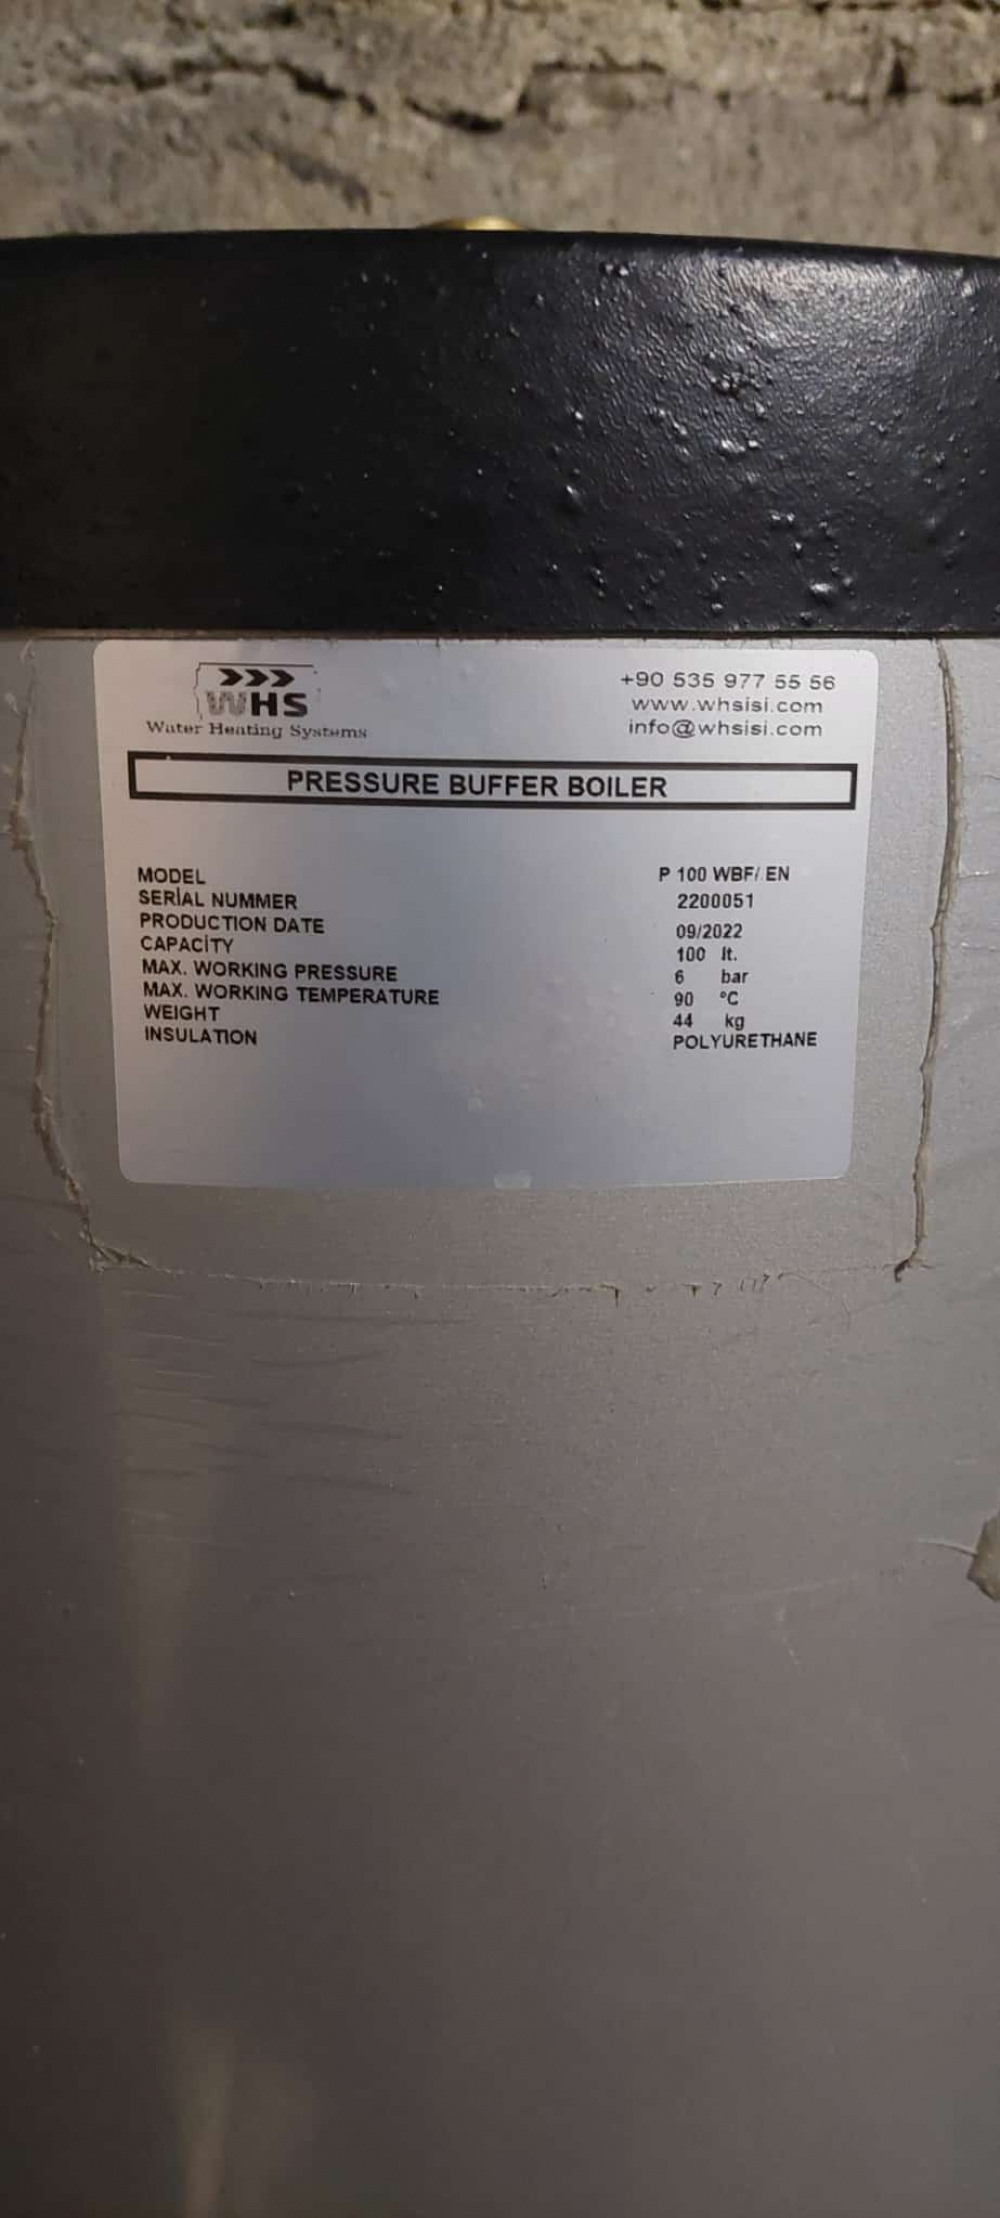 >>>
WHS
Water Heating Systems
+90 535 977 55 56
www.whsisi.com
info@whsisi.com
PRESSURE BUFFER BOILER
MODEL P 100 WBF/ EN
SERİAL NUMMER 2200051
PRODUCTION DATE 09/2022
CAPACİTY 100 lt.
MAX. WORKING PRESSURE 6 bar
MAX. WORKING TEMPERATURE 90 °C
WEIGHT 44 kg
INSULATION POLYURETHANE